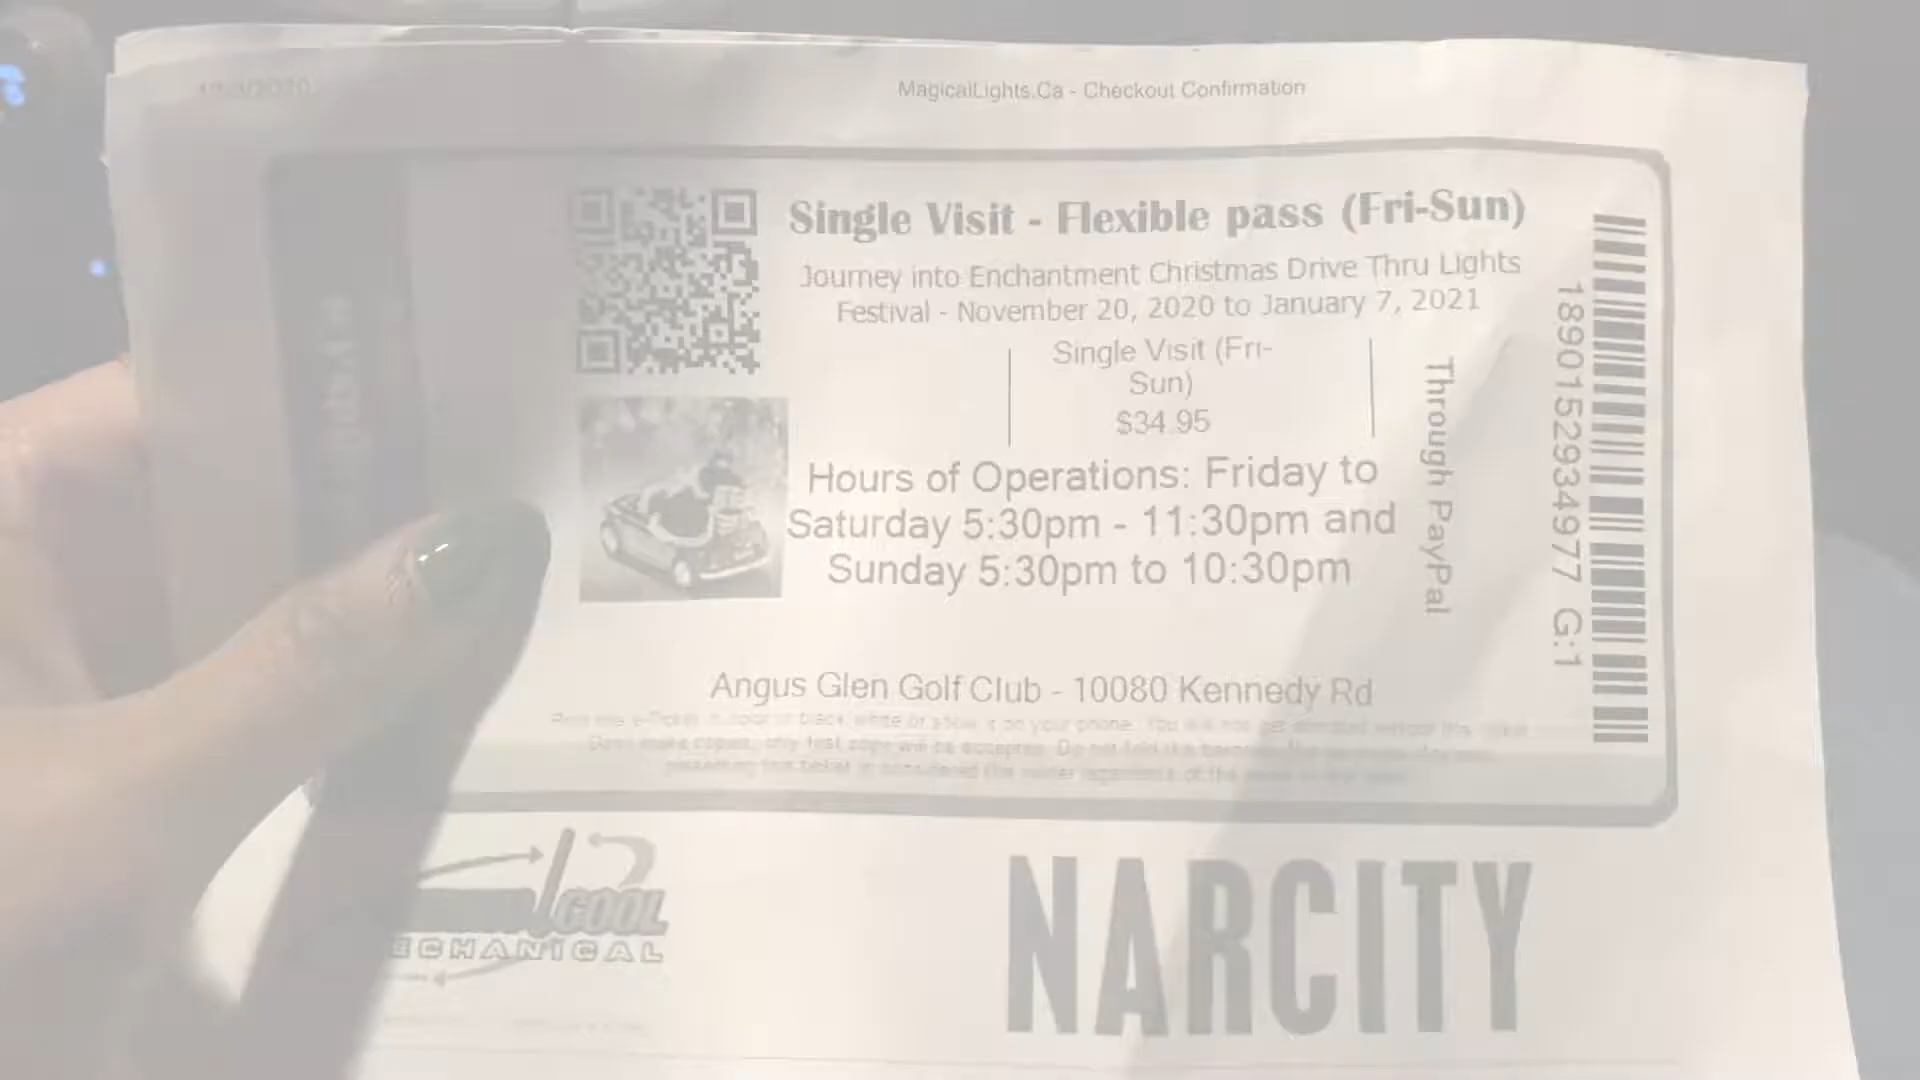 MagicalLights.Ca - Checkout Confirmation
Single Visit - Flexible pass (Fri-Sun)
Journey into Enchantment Christmas Drive Thru Lights
Festival - November 20, 2020 to January 7, 2021
Single Visit (Fri-
Sun)
$34.95
Hours of Operations: Friday to
Saturday 5:30pm - 11:30pm and
Sunday 5:30pm to 10:30pm
Through PayPal
1890152934977 G:1
Angus Glen Golf Club - 10080 Kennedy Rd
COOL
ECHANICAL
NARCITY